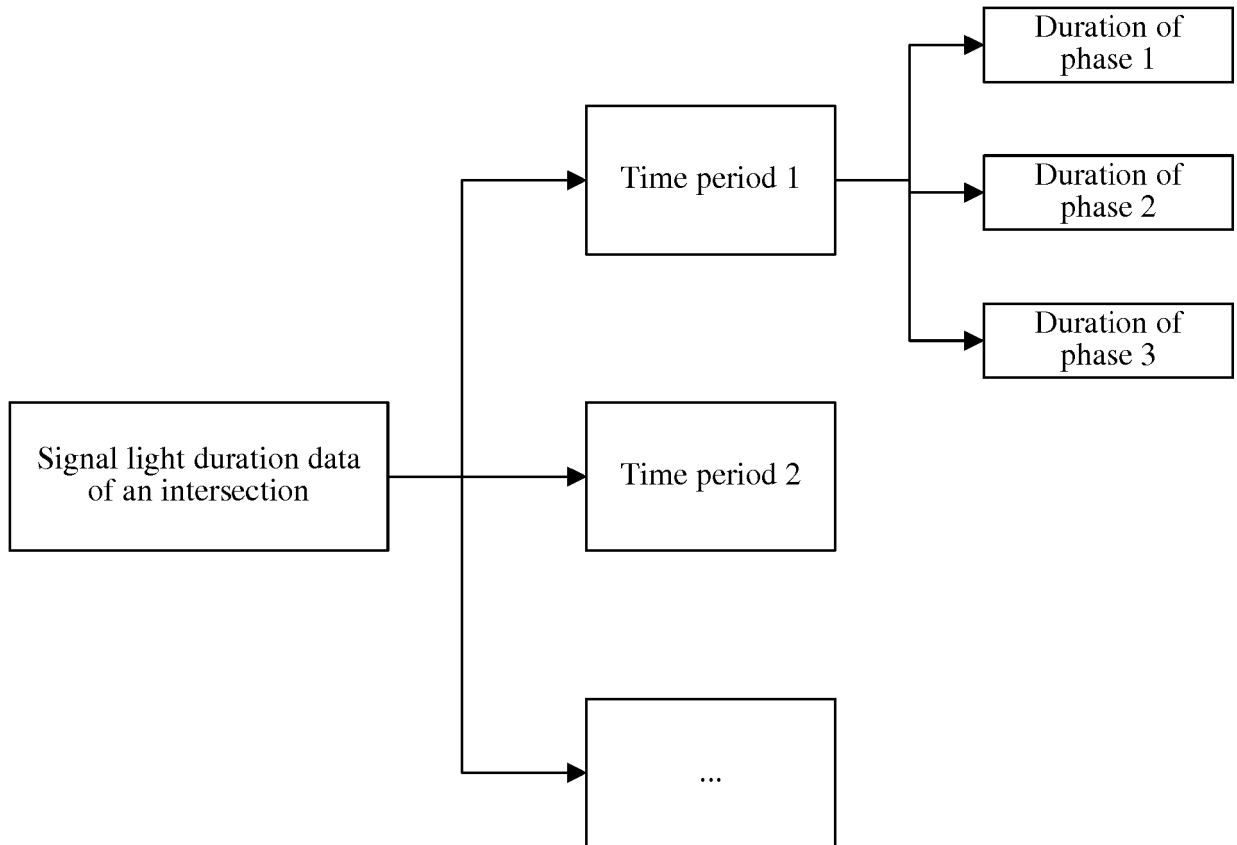 Duration of
phase 1
Time period 1
Duration of
phase 2
Duration of
phase 3
Signal light duration data
of an intersection
Time period 2
...